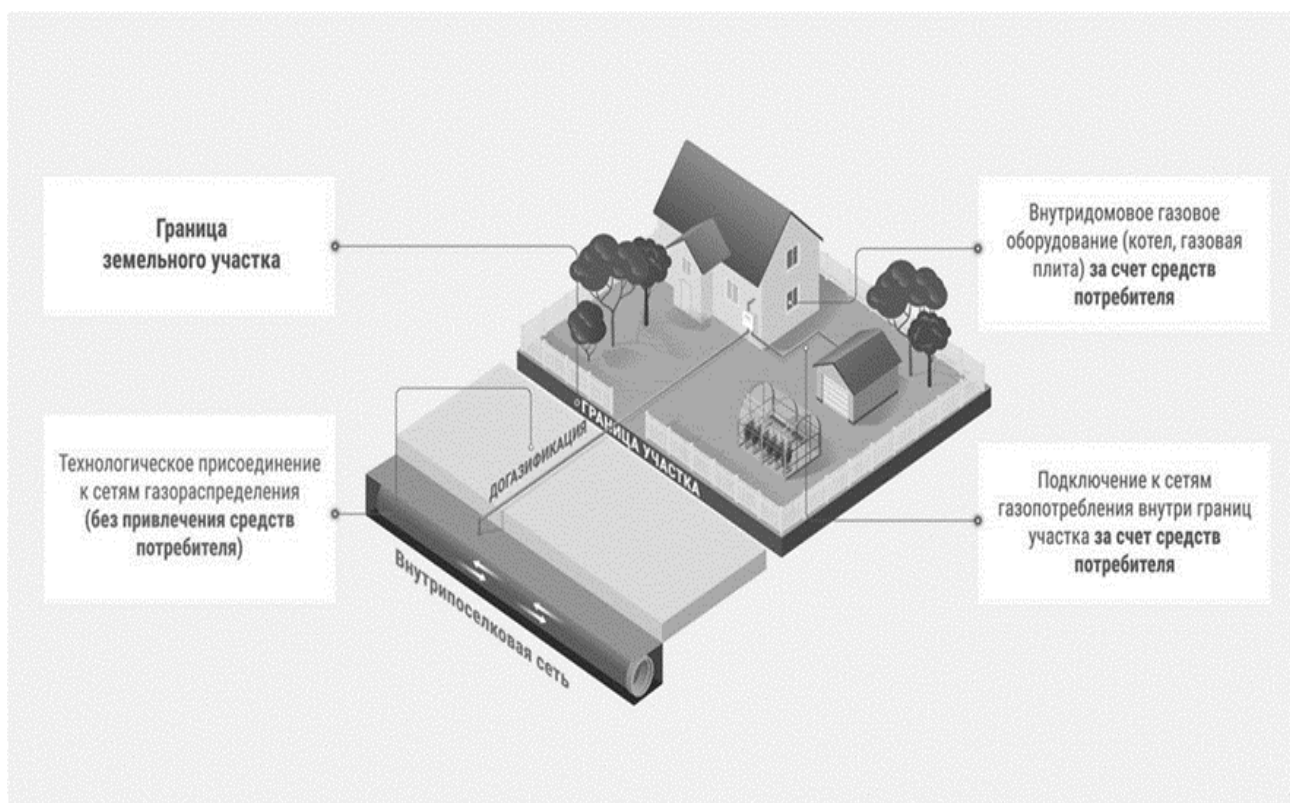 Граница
земельного участка
Технологическое присоединение
к сетям газораспределения
(без привлечения средств
потребителя)
ДОГАЗИФИКАЦИЯ
ГРАНИЦА УЧАСТКА
Внутрипоселковая сеть
Внутридомовое газовое
оборудование (котел, газовая
плита) за счет средств
потребителя
Подключение к сетям
газопотребления внутри границ
участка за счет средств
потребителя